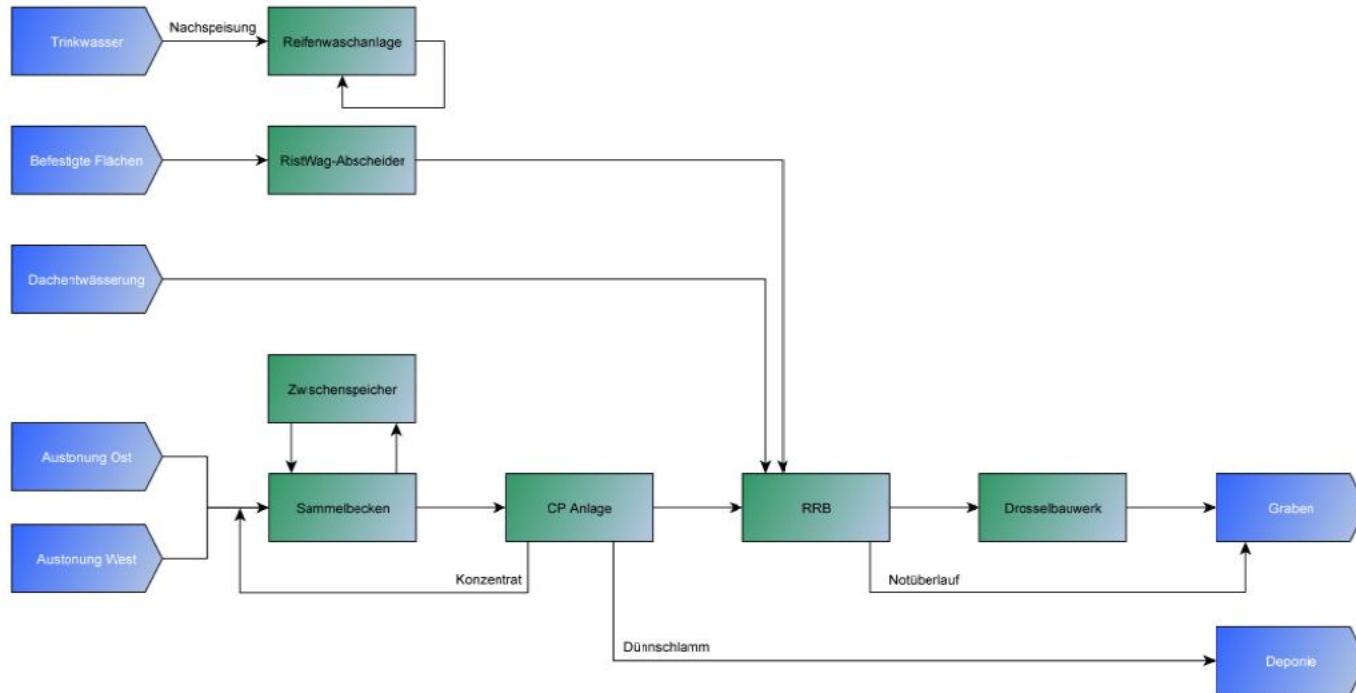 Trinkwasser
Nachspeisung
Reifenwaschanlage
Befestigte Flächen
RistWag-Abscheider
Dachentwässerung
Zwischenspeicher
Austonung Ost
Sammelbecken
CP Anlage
RRB
Drosselbauwerk
Graben
Austonung West
Konzentrat
Notüberlauf
Dünnschlamm
Deponie